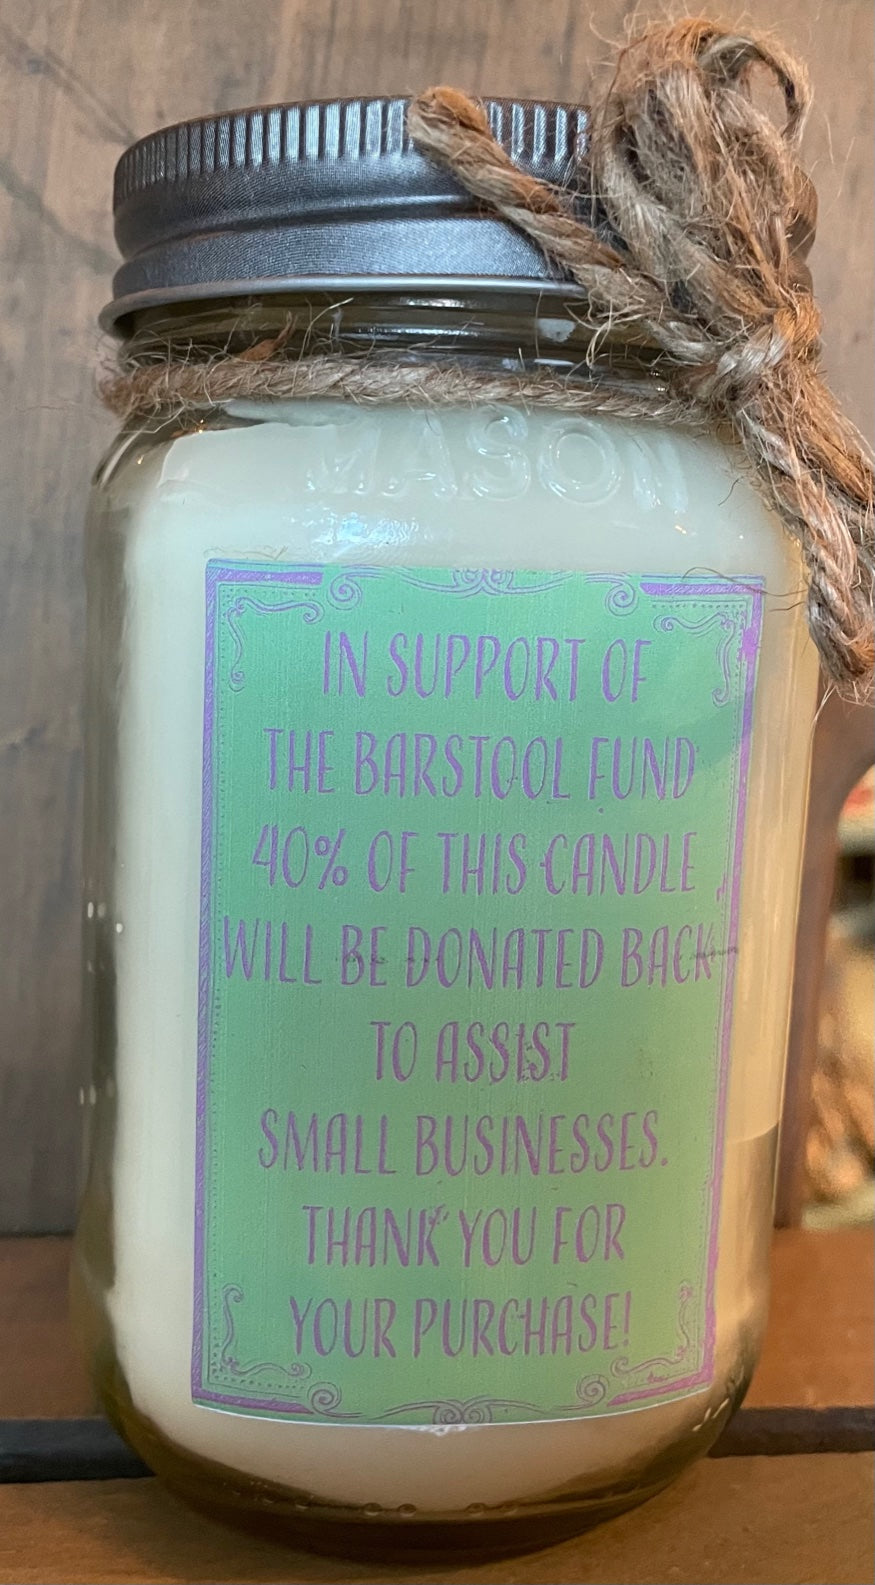 MASON
IN SUPPORT OF
THE BARSTOOL FUND
40% OF THIS CANDLE
WILL BE DONATED BACK
TO ASSIST
SMALL BUSINESSES.
THANK YOU FOR
YOUR PURCHASE!